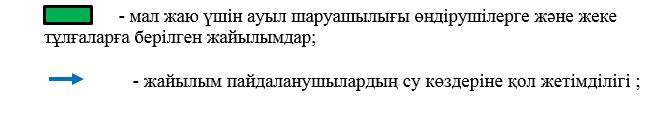 - мал жаю үшін ауыл шаруашылығы өндірушілерге және жеке
тұлғаларға берілген жайылымдар;
- жайылым пайдаланушылардың су көздеріне қол жетімділігі ;